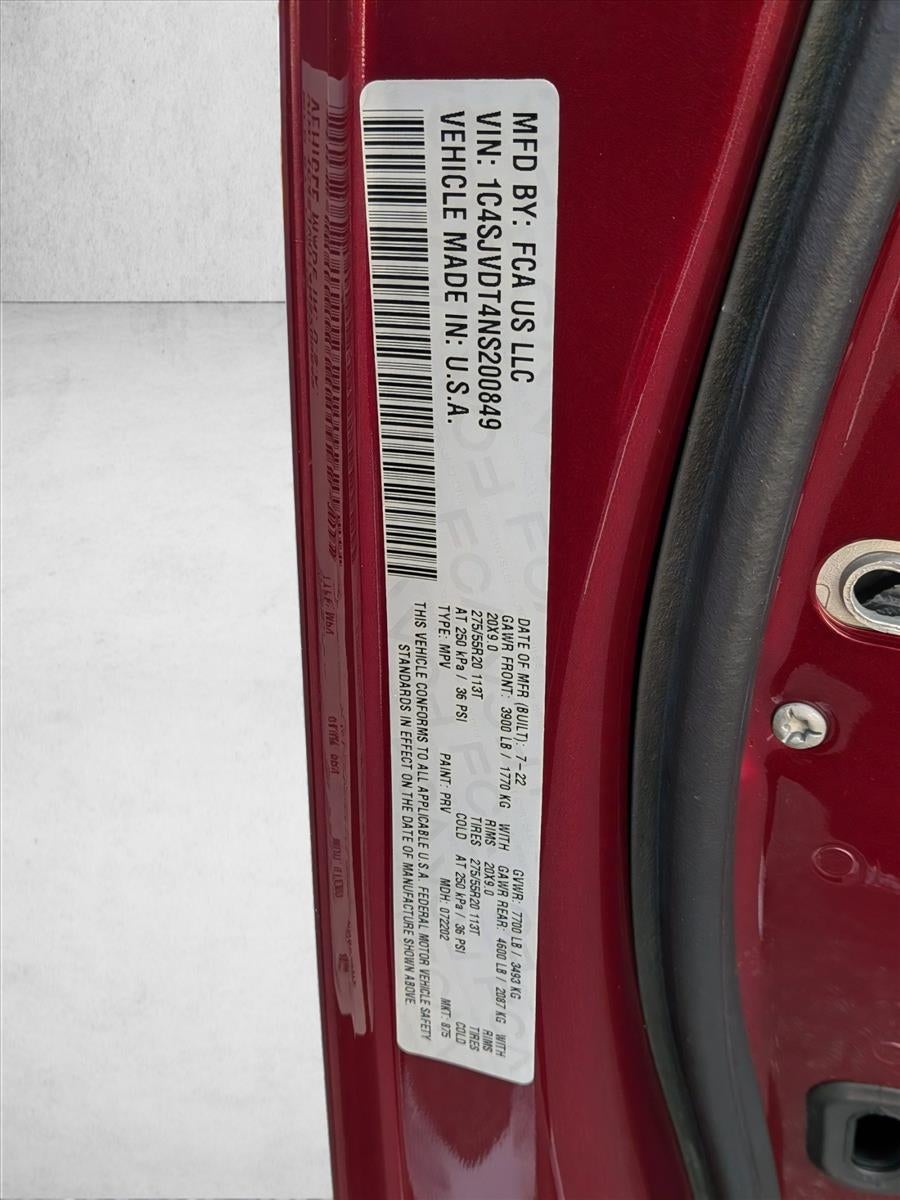 MFD BY: FCA US LLC
VIN: 1C4SJVDT4NS200849
VEHICLE MADE IN: U.S.A.
DATE OF MFR (BUILT): 7-22 GVWR: 7700 LB / 3493 KG
GAWR FRONT: 3900 LB / 1770 KG WITH GAWR REAR: 4600 LB / 2087 KG WITH
20X9.0 RIMS 20X9.0 RIMS
275/55R20 113T TIRES 275/55R20 113T TIRES
AT 250 kPa / 36 PSI COLD AT 250 kPa / 36 PSI COLD
TYPE: MPV PAINT: PRV MDH: 072202 MKT: 875
THIS VEHICLE CONFORMS TO ALL APPLICABLE U.S.A. FEDERAL MOTOR VEHICLE SAFETY
STANDARDS IN EFFECT ON THE DATE OF MANUFACTURE SHOWN ABOVE.